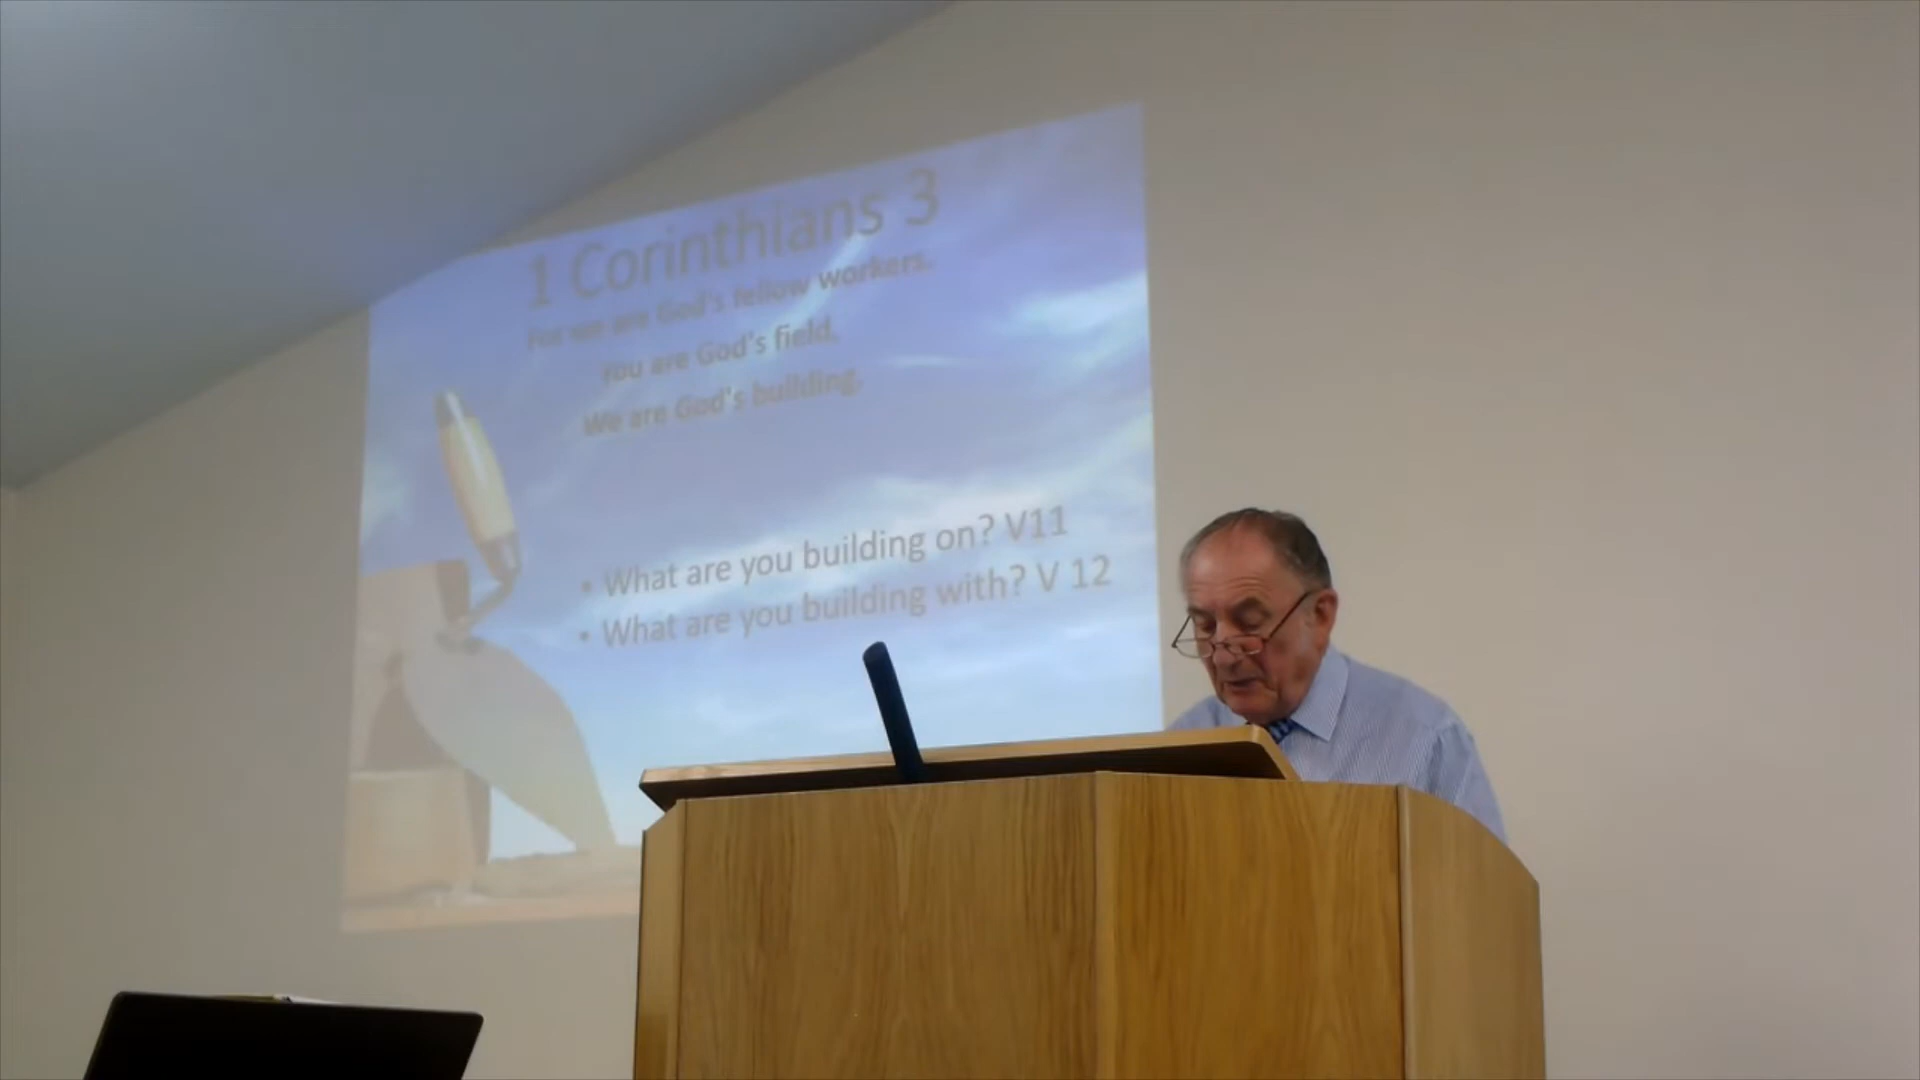 1 Corinthians 3
For we are God's fellow workers.
You are God's field,
We are God's building,
• What are you building on? V11
• What are you building with? V 12